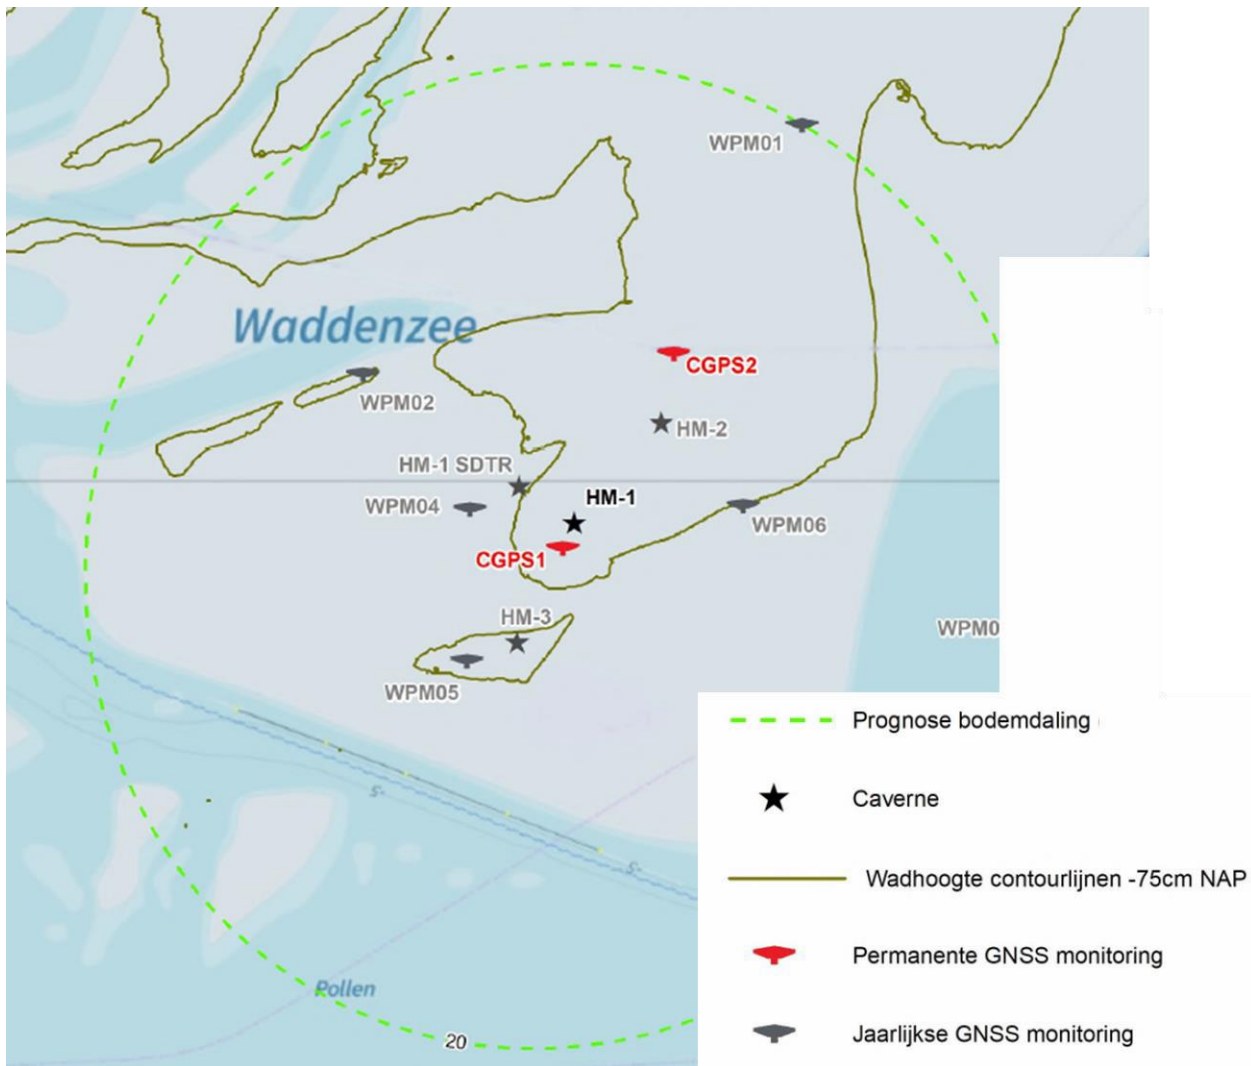 WPM01
Waddenzee
CGPS2
WPM02
HM-2
HM-1 SDTR
HM-1
WPM04
WPM06
CGPS1
HM-3
WPM0
WPM05
Prognose bodemdaling
Caverne
S-
S-
Wadhoogte contourlijnen -75cm NAP
Permanente GNSS monitoring
Pollen
Jaarlijkse GNSS monitoring
20